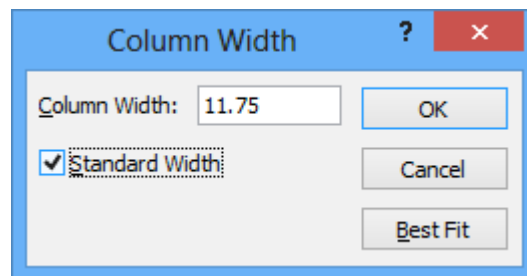 Column Width
?
×
Column Width: 11.75
OK
Standard Width
Cancel
Best Fit